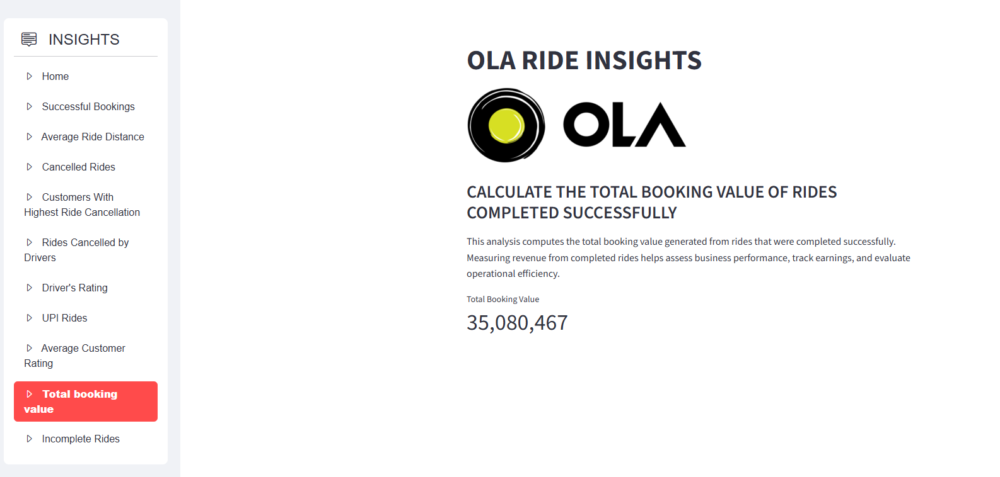 INSIGHTS
Home
Successful Bookings
Average Ride Distance
Cancelled Rides
Customers With
Highest Ride Cancellation
Rides Cancelled by
Drivers
Driver's Rating
UPI Rides
Average Customer
Rating
Total booking
value
Incomplete Rides
OLA RIDE INSIGHTS
OLA
CALCULATE THE TOTAL BOOKING VALUE OF RIDES
COMPLETED SUCCESSFULLY
This analysis computes the total booking value generated from rides that were completed successfully.
Measuring revenue from completed rides helps assess business performance, track earnings, and evaluate
operational efficiency.
Total Booking Value
35,080,467